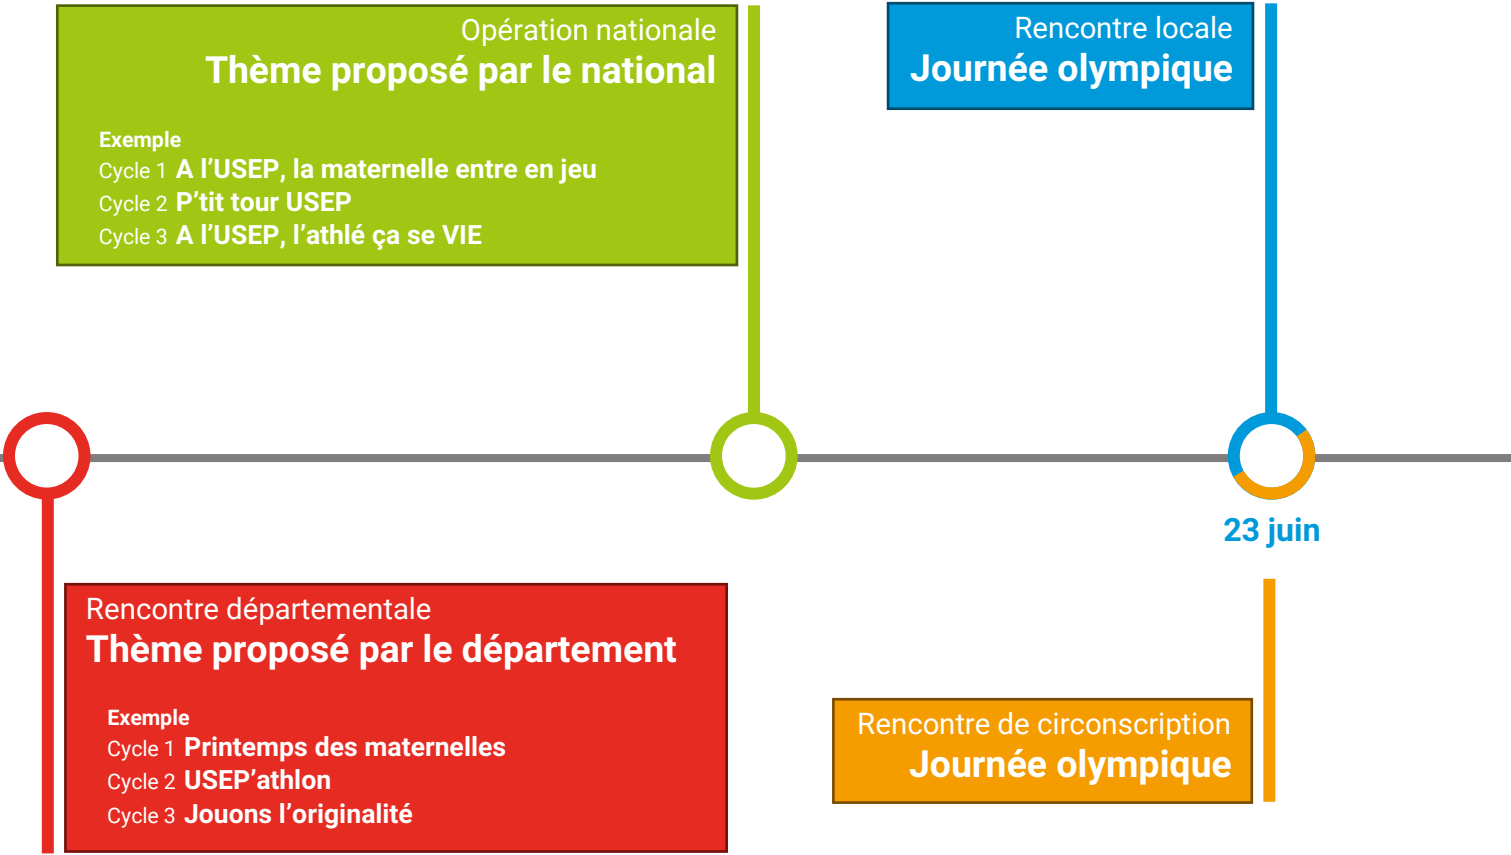 Opération nationale
Thème proposé par le national
Exemple
Cycle 1 A l'USEP, la maternelle entre en jeu
Cycle 2 P'tit tour USEP
Cycle 3 A l'USEP, l'athlé ça se VIE
Rencontre locale
Journée olympique
23 juin
Rencontre départementale
Thème proposé par le département
Exemple
Cycle 1 Printemps des maternelles
Cycle 2 USEP'athlon
Cycle 3 Jouons l'originalité
Rencontre de circonscription
Journée olympique